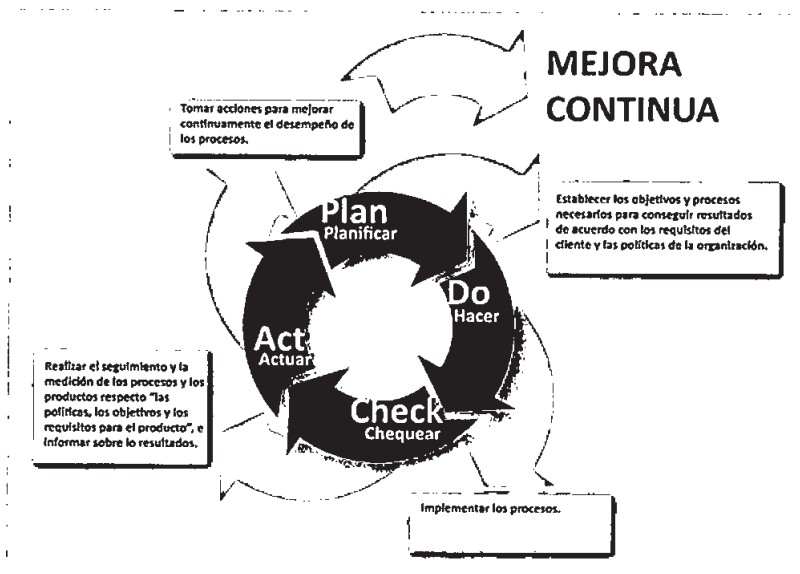 MEJORA
CONTINUA
Tomar acciones para mejorar
continuamente el desempeño de
los procesos.
Establecer los objetivos y procesos
necesarios para conseguir resultados
de acuerdo con los requisitos del
cliente y las políticas de la organización.
Plan
Planificar
Do
Hacer
Act
Actuar
Check
Chequear
Realizar el seguimiento y la
medición de los procesos y los
productos respecto "las
políticas, los objetivos y los
requisitos para el producto", e
informar sobre lo resultados.
Implementar los procesos.